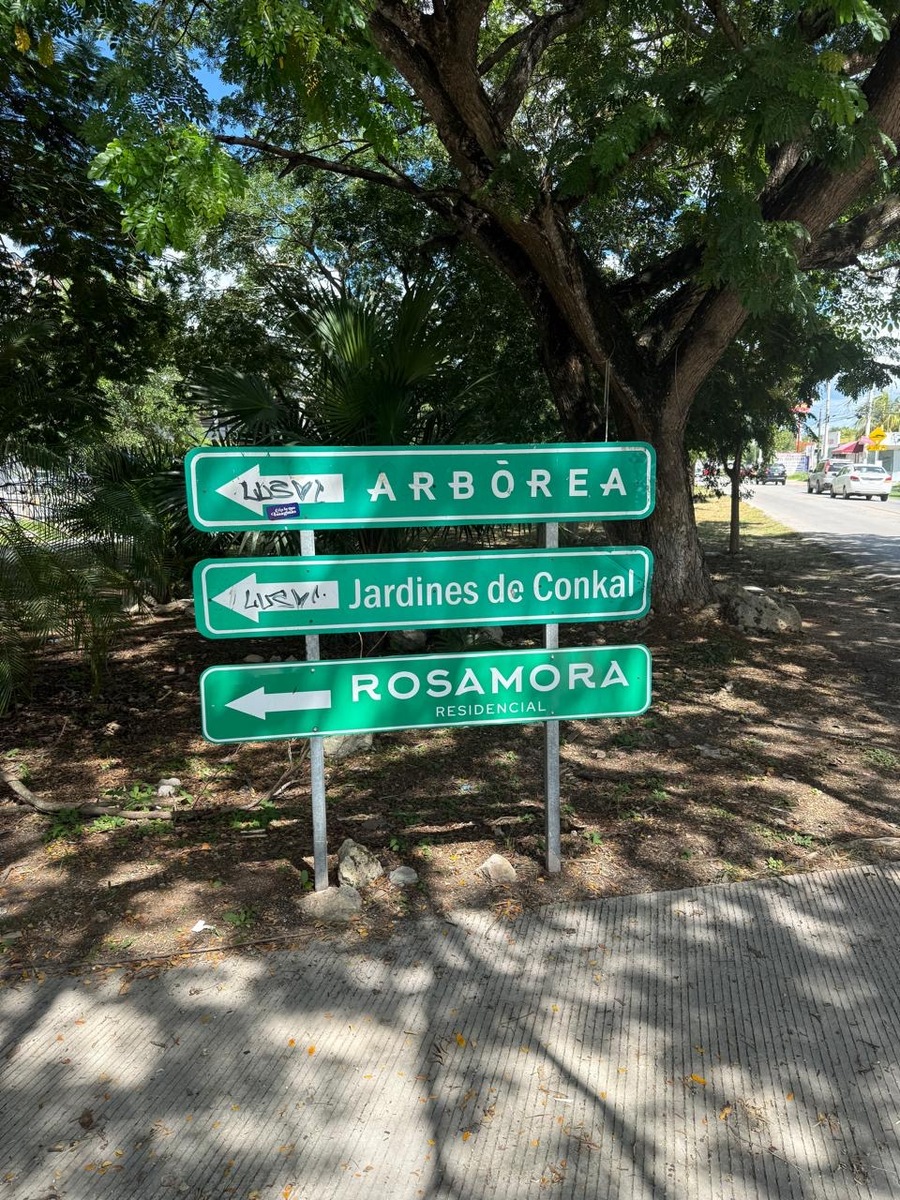 ARBÒREA
Jardines de Conkal
ROSAMORA
RESIDENCIAL